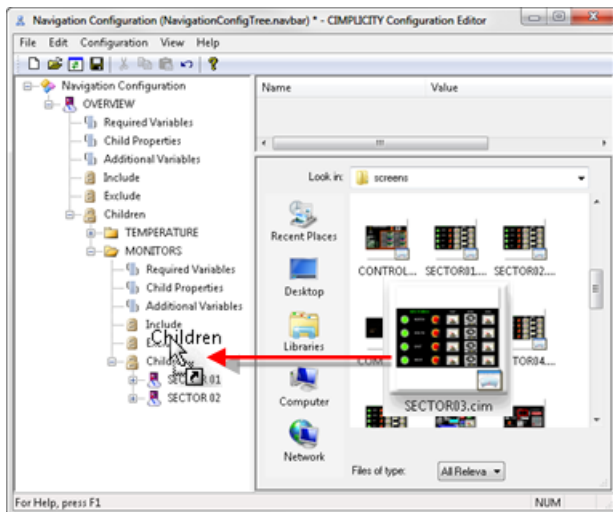 Navigation Configuration (NavigationConfigTree.navbar) * - CIMPLICITY Configuration Editor
File Edit Configuration View Help
Navigation Configuration
OVERVIEW
Required Variables
Child Properties
Additional Variables
Include
Exclude
Children
TEMPERATURE
MONITORS
Required Variables
Child Properties
Additional Variables
Include
Children
SECTOR 02
Name Value
Look in: screens
Recent Places
Desktop
Libraries
Computer
Network
CONTROL... SECTOR01.... SECTOR02....
TOR04....
SECTOR03.cim
Files of type: All Releva
For Help, press F1
NUM